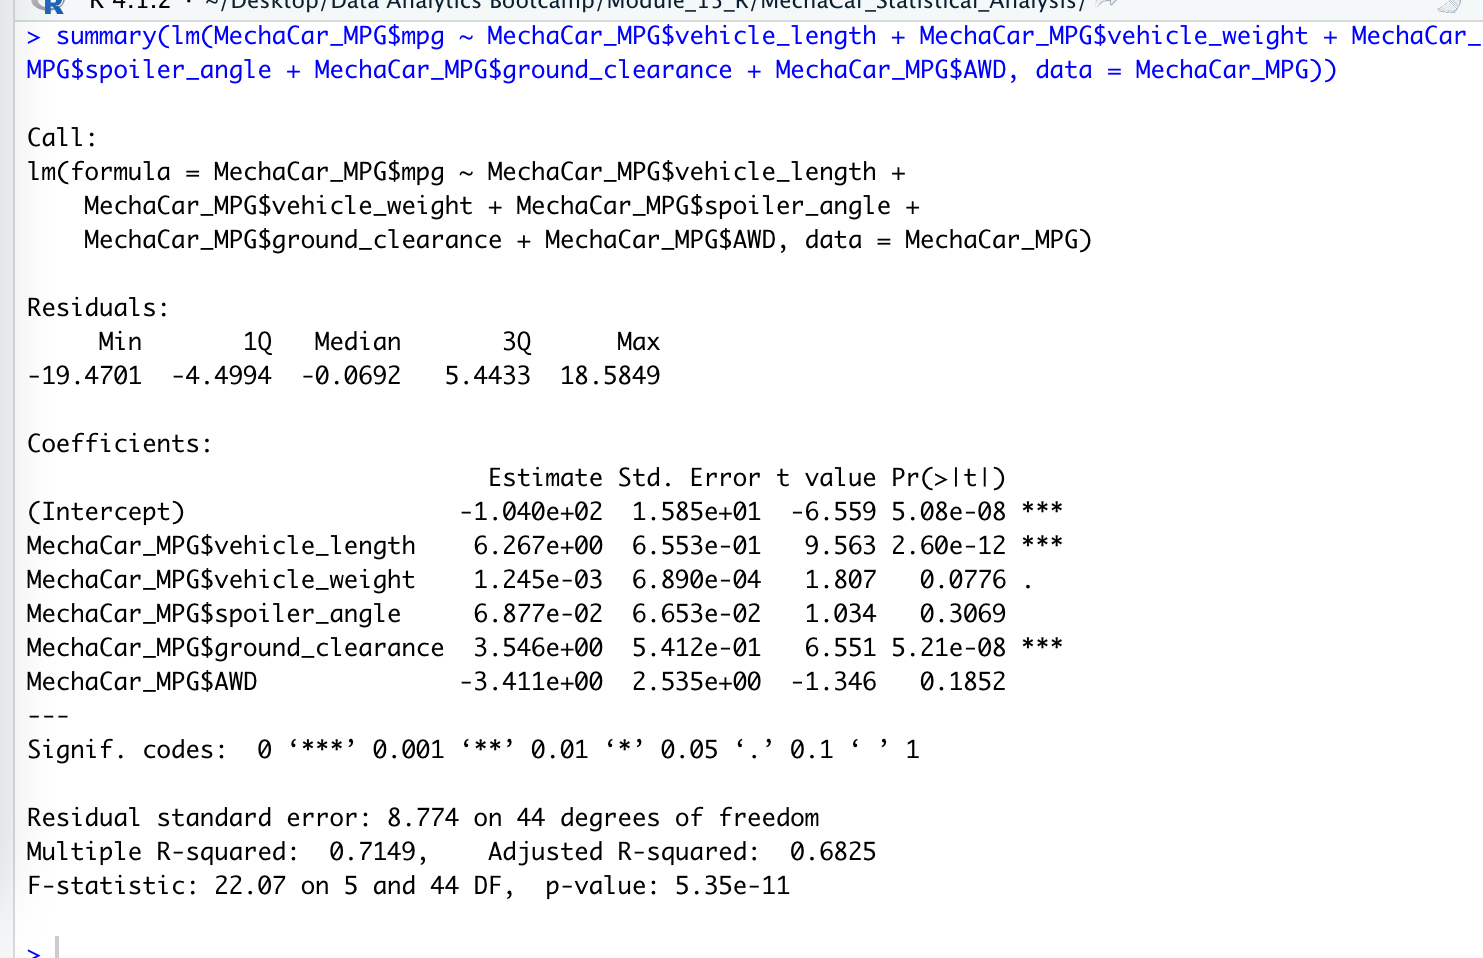 R 4.1.2 · ~/Desktop/Data Analytics Bootcamp/Module_15_R/MechaCar_Statistical_Analysis/
> summary(lm(MechaCar_MPG$mpg ~ MechaCar_MPG$vehicle_length + MechaCar_MPG$vehicle_weight + MechaCar_
MPG$spoiler_angle + MechaCar_MPG$ground_clearance + MechaCar_MPG$AWD, data = MechaCar_MPG))
Call:
lm(formula = MechaCar_MPG$mpg ~ MechaCar_MPG$vehicle_length +
    MechaCar_MPG$vehicle_weight + MechaCar_MPG$spoiler_angle +
    MechaCar_MPG$ground_clearance + MechaCar_MPG$AWD, data = MechaCar_MPG)
Residuals:
     Min       1Q   Median       3Q      Max
-19.4701  -4.4994  -0.0692   5.4433  18.5849
Coefficients:
                                Estimate Std. Error t value Pr(>|t|)
(Intercept)                   -1.040e+02  1.585e+01  -6.559 5.08e-08 ***
MechaCar_MPG$vehicle_length    6.267e+00  6.553e-01   9.563 2.60e-12 ***
MechaCar_MPG$vehicle_weight    1.245e-03  6.890e-04   1.807   0.0776 .
MechaCar_MPG$spoiler_angle     6.877e-02  6.653e-02   1.034   0.3069
MechaCar_MPG$ground_clearance  3.546e+00  5.412e-01   6.551 5.21e-08 ***
MechaCar_MPG$AWD              -3.411e+00  2.535e+00  -1.346   0.1852
---
Signif. codes:  0 ‘***’ 0.001 ‘**’ 0.01 ‘*’ 0.05 ‘.’ 0.1 ‘ ’ 1
Residual standard error: 8.774 on 44 degrees of freedom
Multiple R-squared:  0.7149,    Adjusted R-squared:  0.6825
F-statistic: 22.07 on 5 and 44 DF,  p-value: 5.35e-11
>